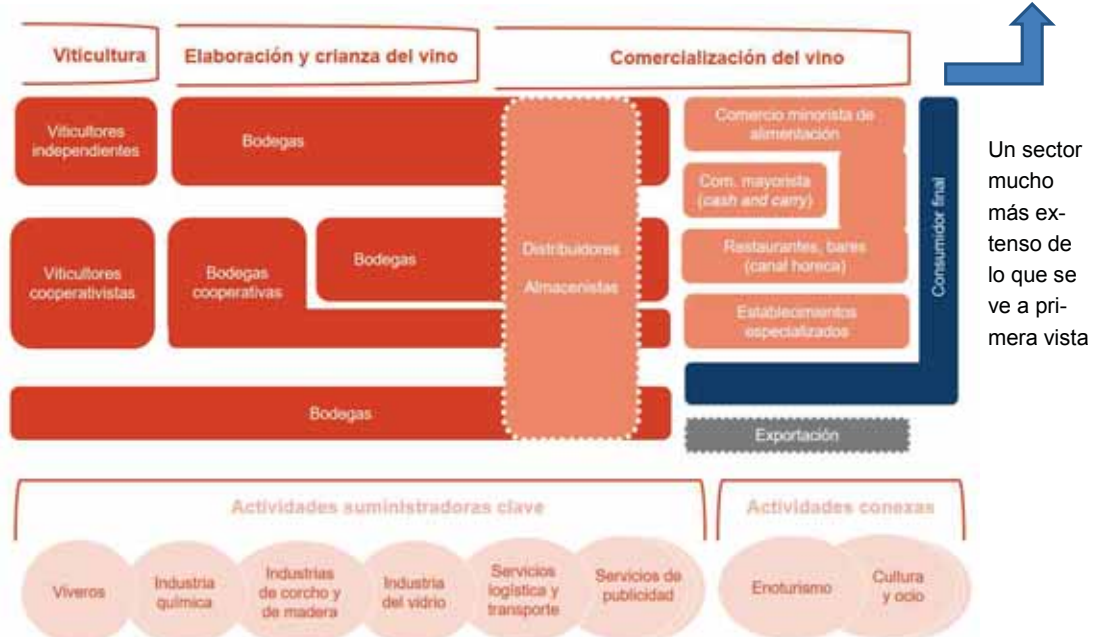 Viticultura
Elaboración y crianza del vino
Comercialización del vino
Viticultores
independientes
Bodegas
Comercio minorista de
alimentación
Com. mayorista
(cash and carry)
Viticultores
cooperativistas
Bodegas
cooperativas
Bodegas
Distribuidores
Almacenistas
Restaurantes, bares
(canal horeca)
Establecimientos
especializados
Bodegas
Exportación
Consumidor final
Un sector
mucho
más ex-
tenso de
lo que se
ve a pri-
mera vista
Actividades suministradoras clave
Actividades conexas
Viveros
Industria
química
Industrias
de corcho y
de madera
Industria
del vidrio
Servicios
logística y
transporte
Servicios de
publicidad
Enoturismo
Cultura
y ocio